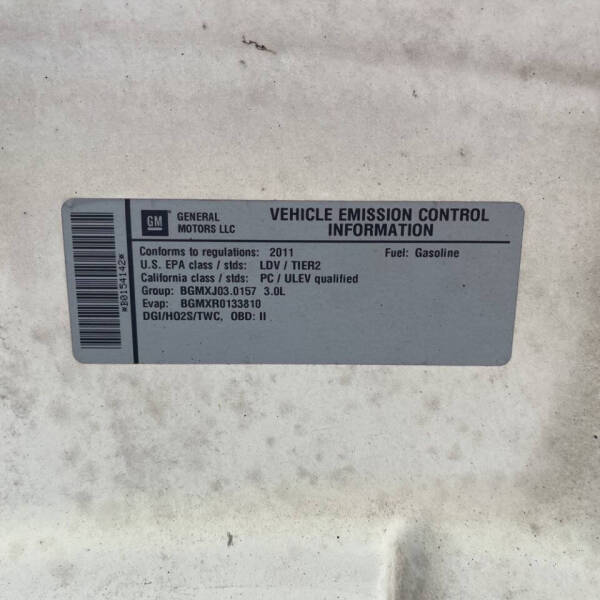 GM GENERAL MOTORS LLC
VEHICLE EMISSION CONTROL
INFORMATION
Conforms to regulations: 2011 Fuel: Gasoline
U.S. EPA class / stds: LDV / TIER2
California class / stds: PC / ULEV qualified
Group: BGMXJ03.0157 3.0L
Evap: BGMXR0133810
DGI/HO2S/TWC, OBD: II
*B0154142*